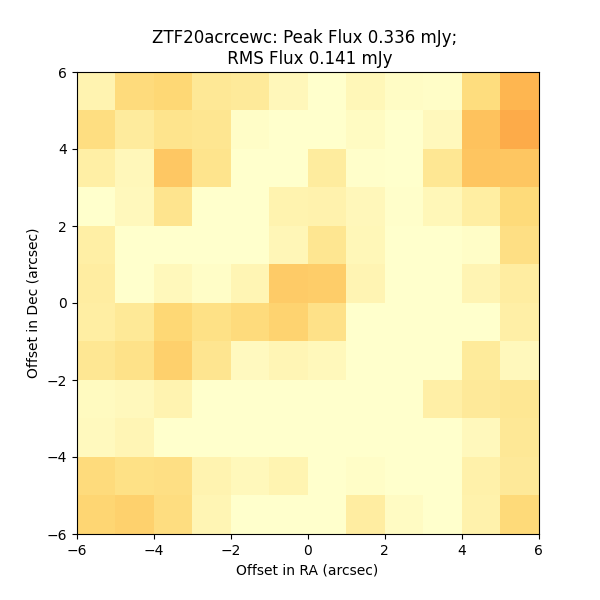 ZTF20acrcewc: Peak Flux 0.336 mJy;
RMS Flux 0.141 mJy
6
4
2
0
−2
−4
−6
Offset in Dec (arcsec)
−6 −4 −2 0 2 4 6
Offset in RA (arcsec)